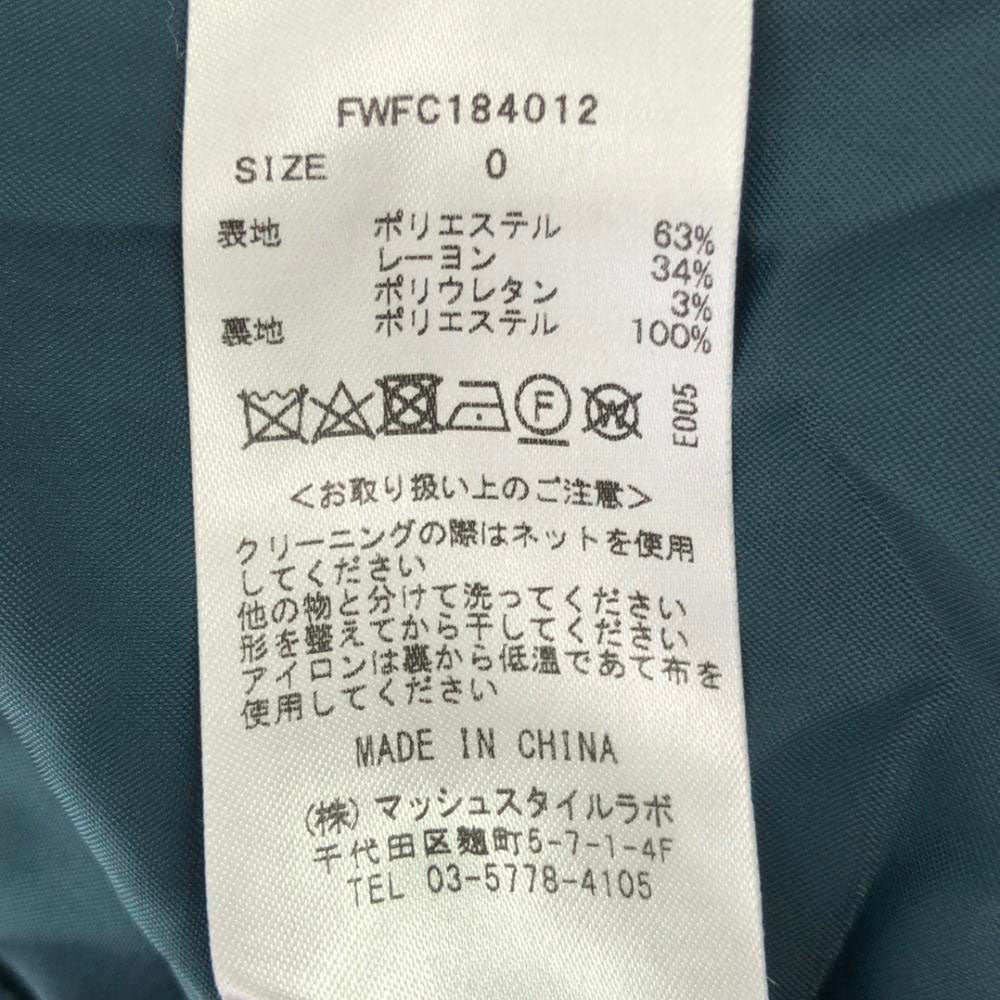 FWFC184012
SIZE 0
表地 ポリエステル 63%
レーヨン 34%
ポリウレタン 3%
裏地 ポリエステル 100%
F W E005
<お取り扱い上のご注意>
クリーニングの際はネットを使用
してください
他の物と分けて洗ってください
形を整えてから干してください
アイロンは裏から低温であて布を
使用してください
MADE IN CHINA
(株)マッシュスタイルラボ
千代田区麹町5-7-1-4F
TEL 03-5778-4105